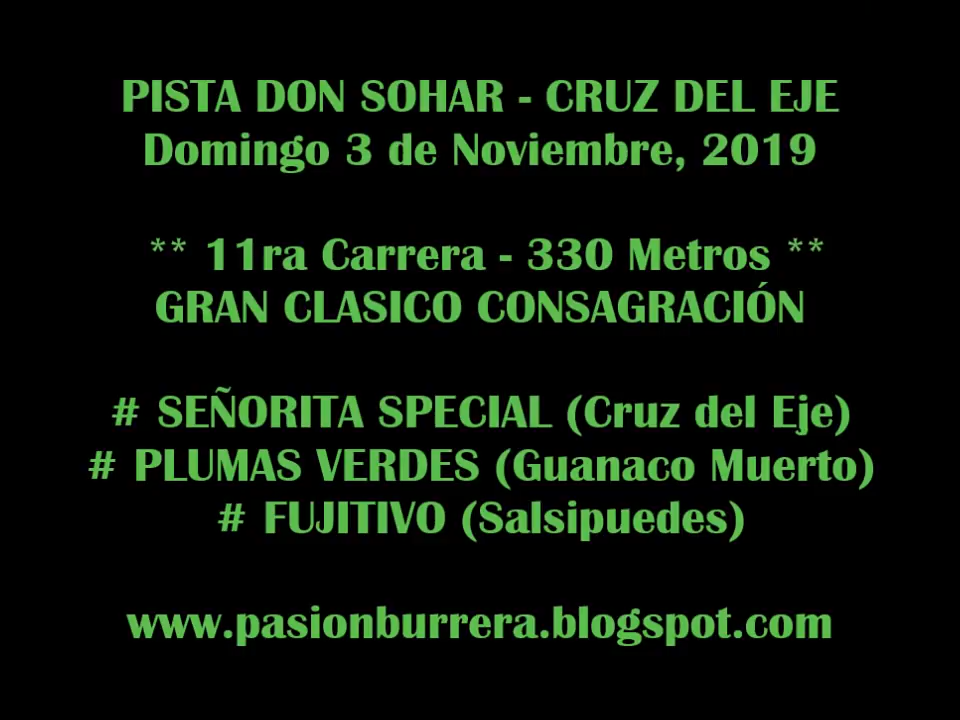 PISTA DON SOHAR - CRUZ DEL EJE
Domingo 3 de Noviembre, 2019
** 11ra Carrera - 330 Metros **
GRAN CLASICO CONSAGRACIÓN
# SEÑORITA SPECIAL (Cruz del Eje)
# PLUMAS VERDES (Guanaco Muerto)
# FUJITIVO (Salsipuedes)
www.pasionburrera.blogspot.com